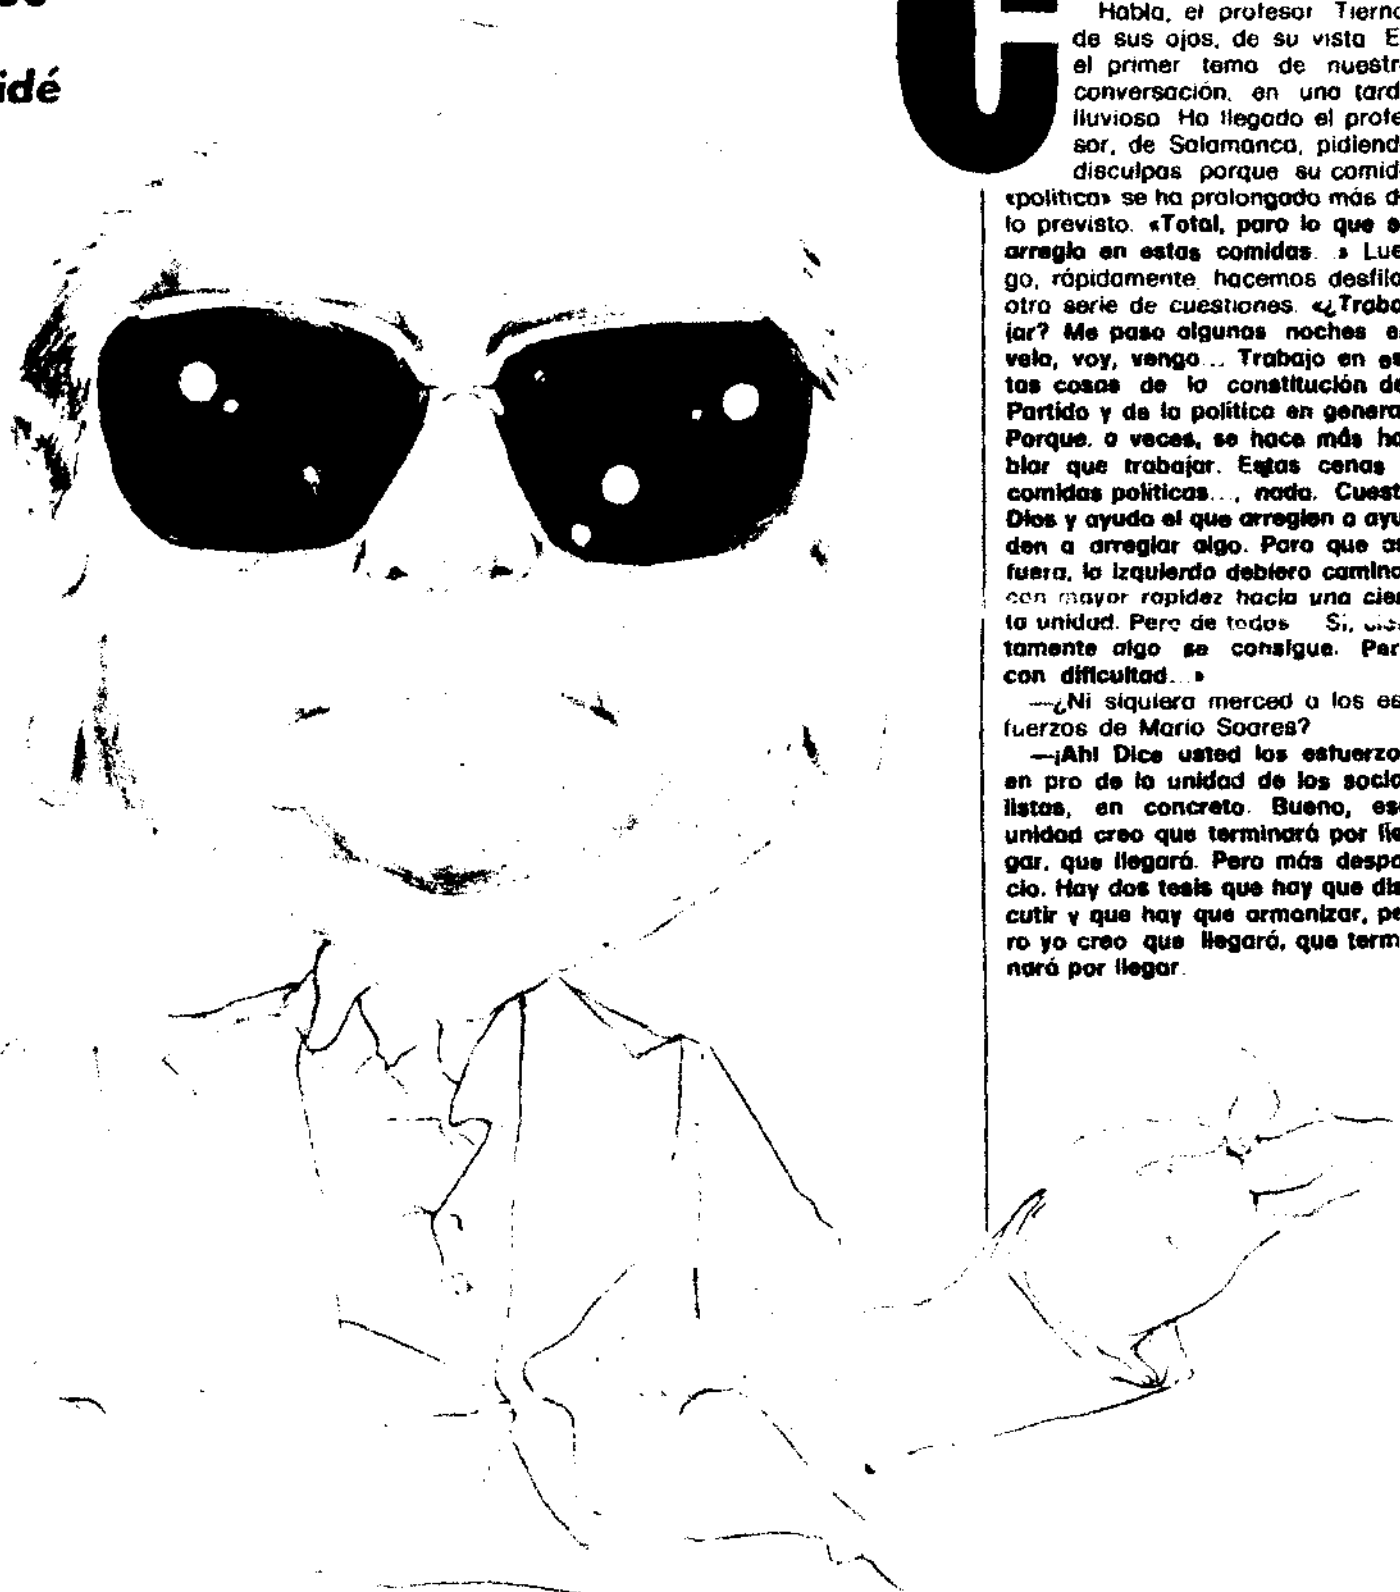 idé
Habla, el profesor Tierno
de sus ojos, de su vista E
el primer tema de nuestr
conversación, en una tard
lluviosa Ha llegado el profe
sor, de Salamanca, pidiend
disculpas porque su comid
«política» se ha prolongado más d
lo previsto. «Total, para lo que s
arregla en estas comidas. » Lue
go, rápidamente hacemos desfila
otra serie de cuestiones. «¿Traba
jar? Me paso algunas noches e
vela, voy, vengo... Trabajo en es
tas cosas de la constitución de
Partido y de la política en genera
Porque, a veces, se hace más ha
blar que trabajar. Estas cenas
comidas políticas..., nada. Cuest
Dios y ayuda el que arreglen o ayu
den a arreglar algo. Para que as
fuera, la izquierda debiera camina
con mayor rapidez hacia una cier
ta unidad. Pero de todos Sí,
tamente algo se consigue. Per
con dificultad...»
—¿Ni siquiera merced a los es
fuerzos de Mario Soares?
—¡Ah! Dice usted los esfuerzo
en pro de la unidad de los socia
listas, en concreto. Bueno, es
unidad creo que terminará por lle
gar, que llegará. Pero más despa
cio. Hay dos tesis que hay que dis
cutir y que hay que armonizar, pe
ro yo creo que llegará, que term
nará por llegar.